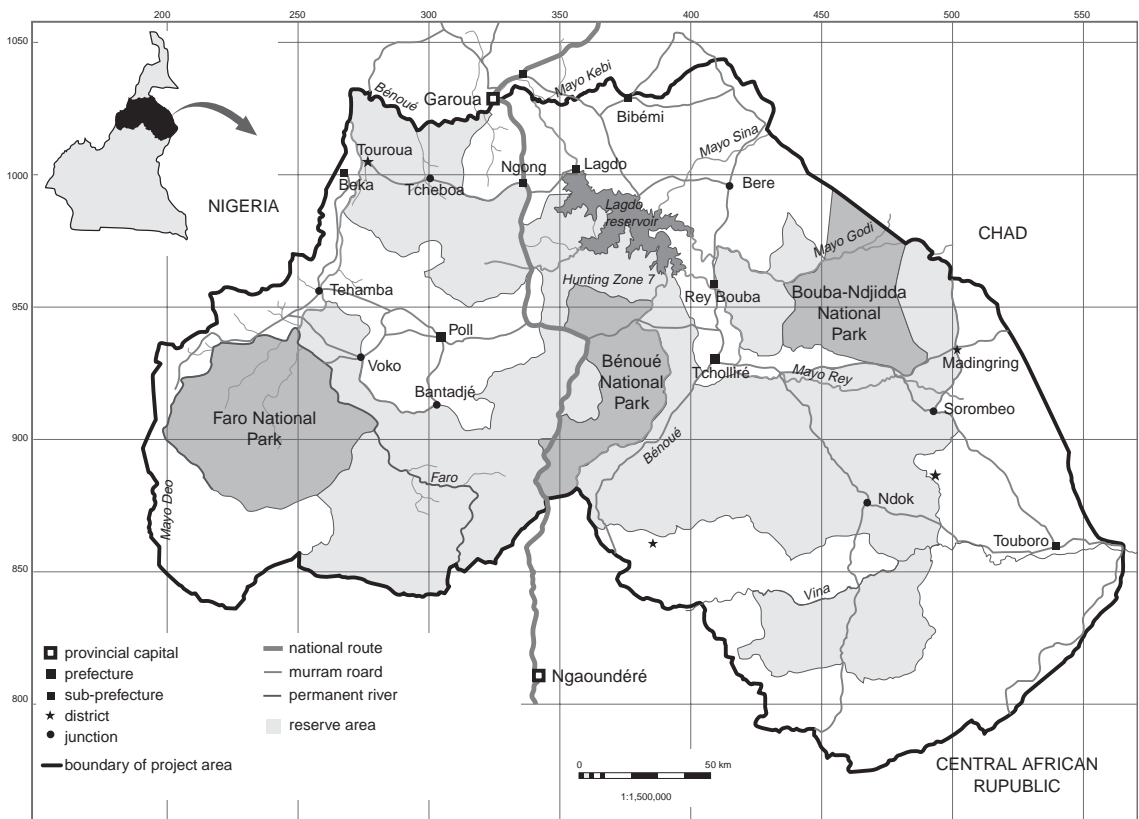 200 250 300 350 400 450 500 550
1050
1000
950
900
850
800
Mayo Kebi
Bénoué
Garoua
Bibémi
Mayo Sina
Touroua
Ngong
Lagdo
Beka
Tcheboa
Bere
NIGERIA
Lagdo
reservoir
CHAD
Mayo Godi
Hunting Zone 7
Tehamba
Rey Bouba
Bouba-Ndjidda
National
Park
Poll
Voko
Bénoué
National
Park
Tchollré
Mayo Rey
Madingring
Bantadjé
Faro National
Park
Sorombeo
Bénoué
Faro
Mayo Deo
Ndok
Touboro
Vina
provincial capital
prefecture
sub-prefecture
district
junction
boundary of project area
national route
murram roard
permanent river
reserve area
Ngaoundéré
0 50 km
1:1,500,000
CENTRAL AFRICAN
RUPUBLIC